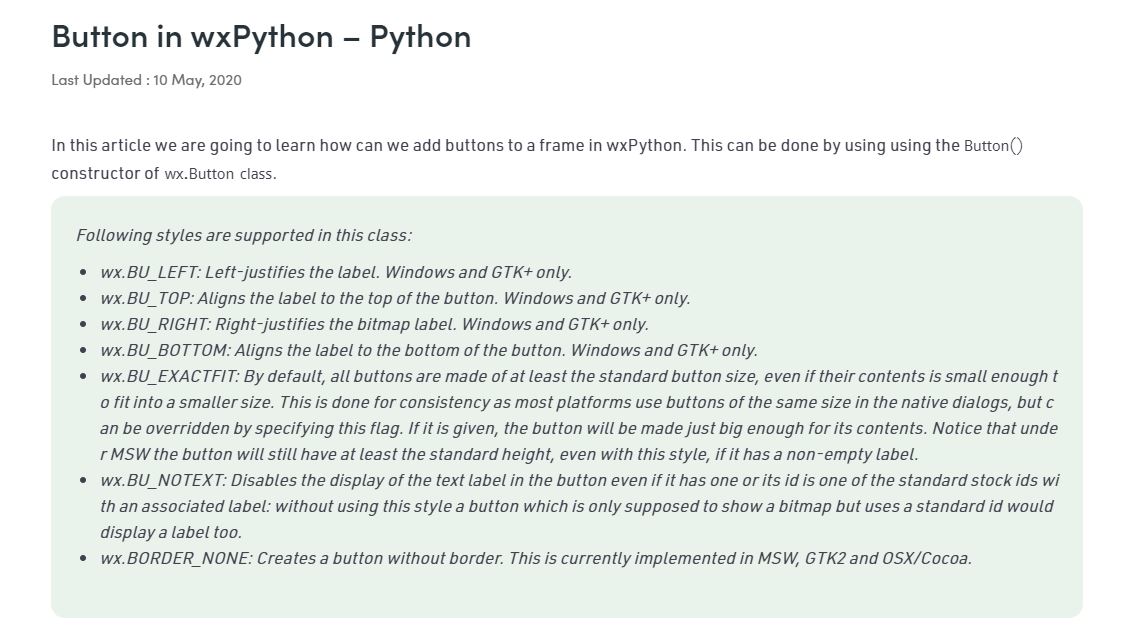 Button in wxPython – Python
Last Updated : 10 May, 2020
In this article we are going to learn how can we add buttons to a frame in wxPython. This can be done by using using the Button()
constructor of wx.Button class.
Following styles are supported in this class:
• wx.BU_LEFT: Left-justifies the label. Windows and GTK+ only.
• wx.BU_TOP: Aligns the label to the top of the button. Windows and GTK+ only.
• wx.BU_RIGHT: Right-justifies the bitmap label. Windows and GTK+ only.
• wx.BU_BOTTOM: Aligns the label to the bottom of the button. Windows and GTK+ only.
• wx.BU_EXACTFIT: By default, all buttons are made of at least the standard button size, even if their contents is small enough t
o fit into a smaller size. This is done for consistency as most platforms use buttons of the same size in the native dialogs, but c
an be overridden by specifying this flag. If it is given, the button will be made just big enough for its contents. Notice that unde
r MSW the button will still have at least the standard height, even with this style, if it has a non-empty label.
• wx.BU_NOTEXT: Disables the display of the text label in the button even if it has one or its id is one of the standard stock ids wi
th an associated label: without using this style a button which is only supposed to show a bitmap but uses a standard id would
display a label too.
• wx.BORDER_NONE: Creates a button without border. This is currently implemented in MSW, GTK2 and OSX/Cocoa.